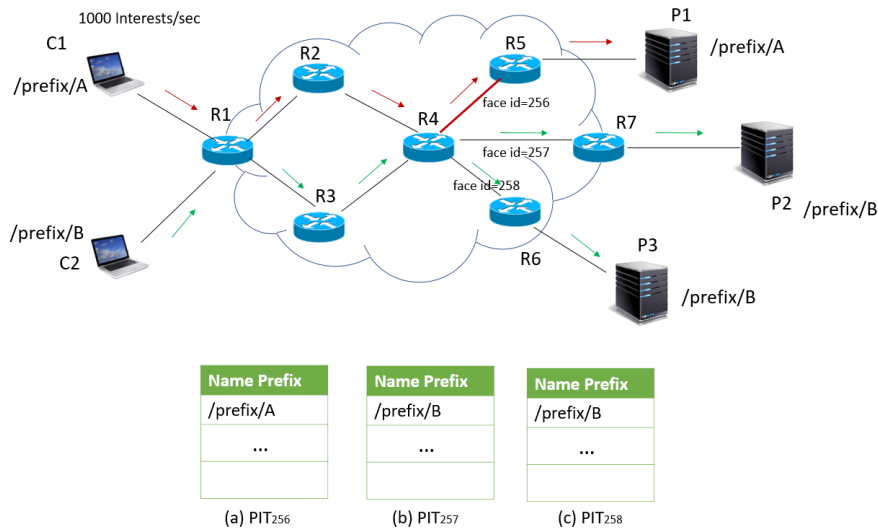 1000 Interests/sec
C1
/prefix/A
R1
R2
R3
R4
R5
face id=256
face id=257
face id=258
R7
R6
P1
/prefix/A
P2
/prefix/B
P3
/prefix/B
/prefix/B
C2
Name Prefix
/prefix/A
...
(a) PIT256
Name Prefix
/prefix/B
...
(b) PIT257
Name Prefix
/prefix/B
...
(c) PIT258